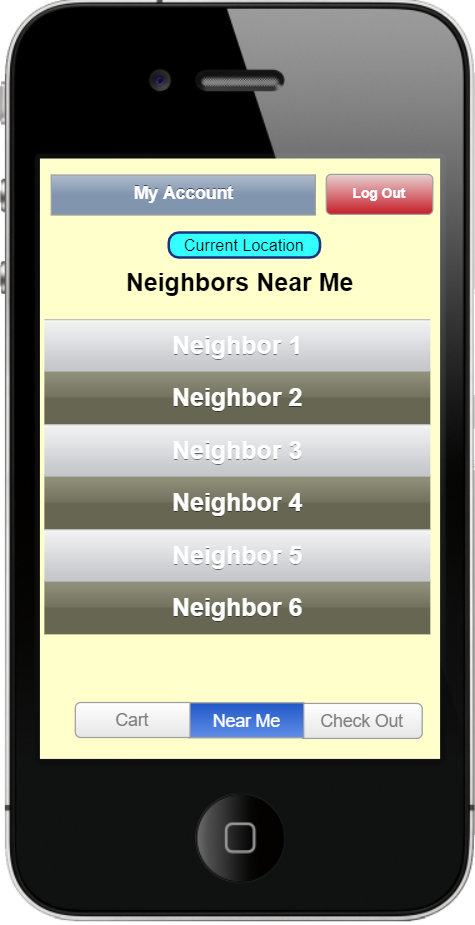 My Account
Log Out
Current Location
Neighbors Near Me
Neighbor 1
Neighbor 2
Neighbor 3
Neighbor 4
Neighbor 5
Neighbor 6
Cart
Near Me
Check Out